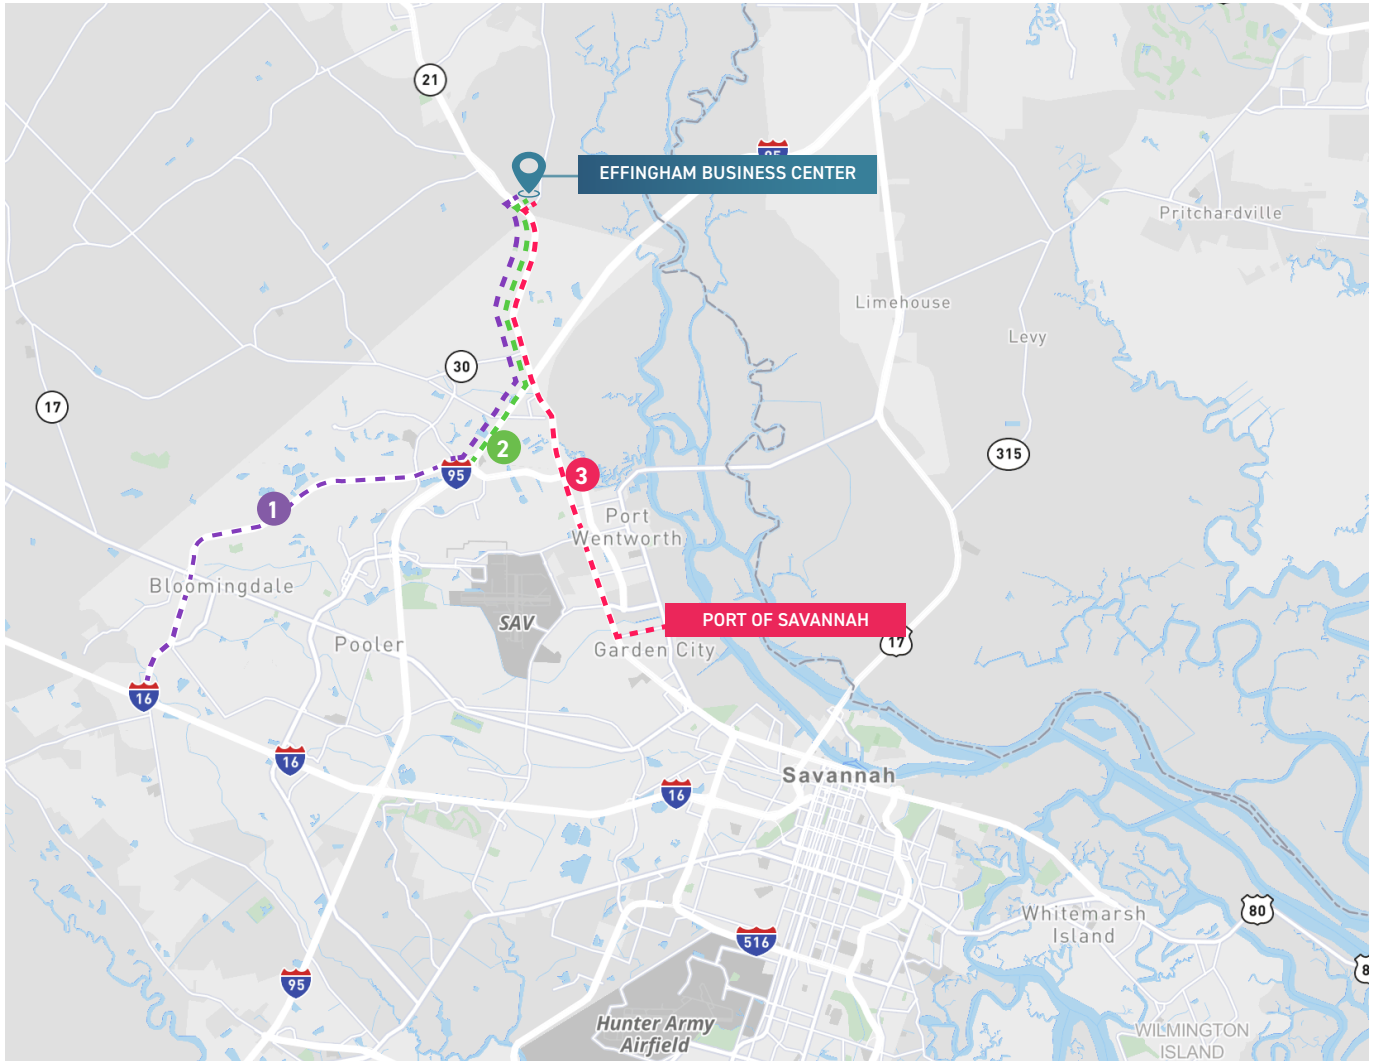 21
95
EFFINGHAM BUSINESS CENTER
Pritchardville
Limehouse
Levy
30
17
2
315
95
3
1
Port
Wentworth
Bloomingdale
SAV
PORT OF SAVANNAH
Pooler
Garden City
17
16
16
Savannah
16
80
Whitemarsh
Island
516
8
95
Hunter Army
Airfield
WILMINGTON
ISLAND